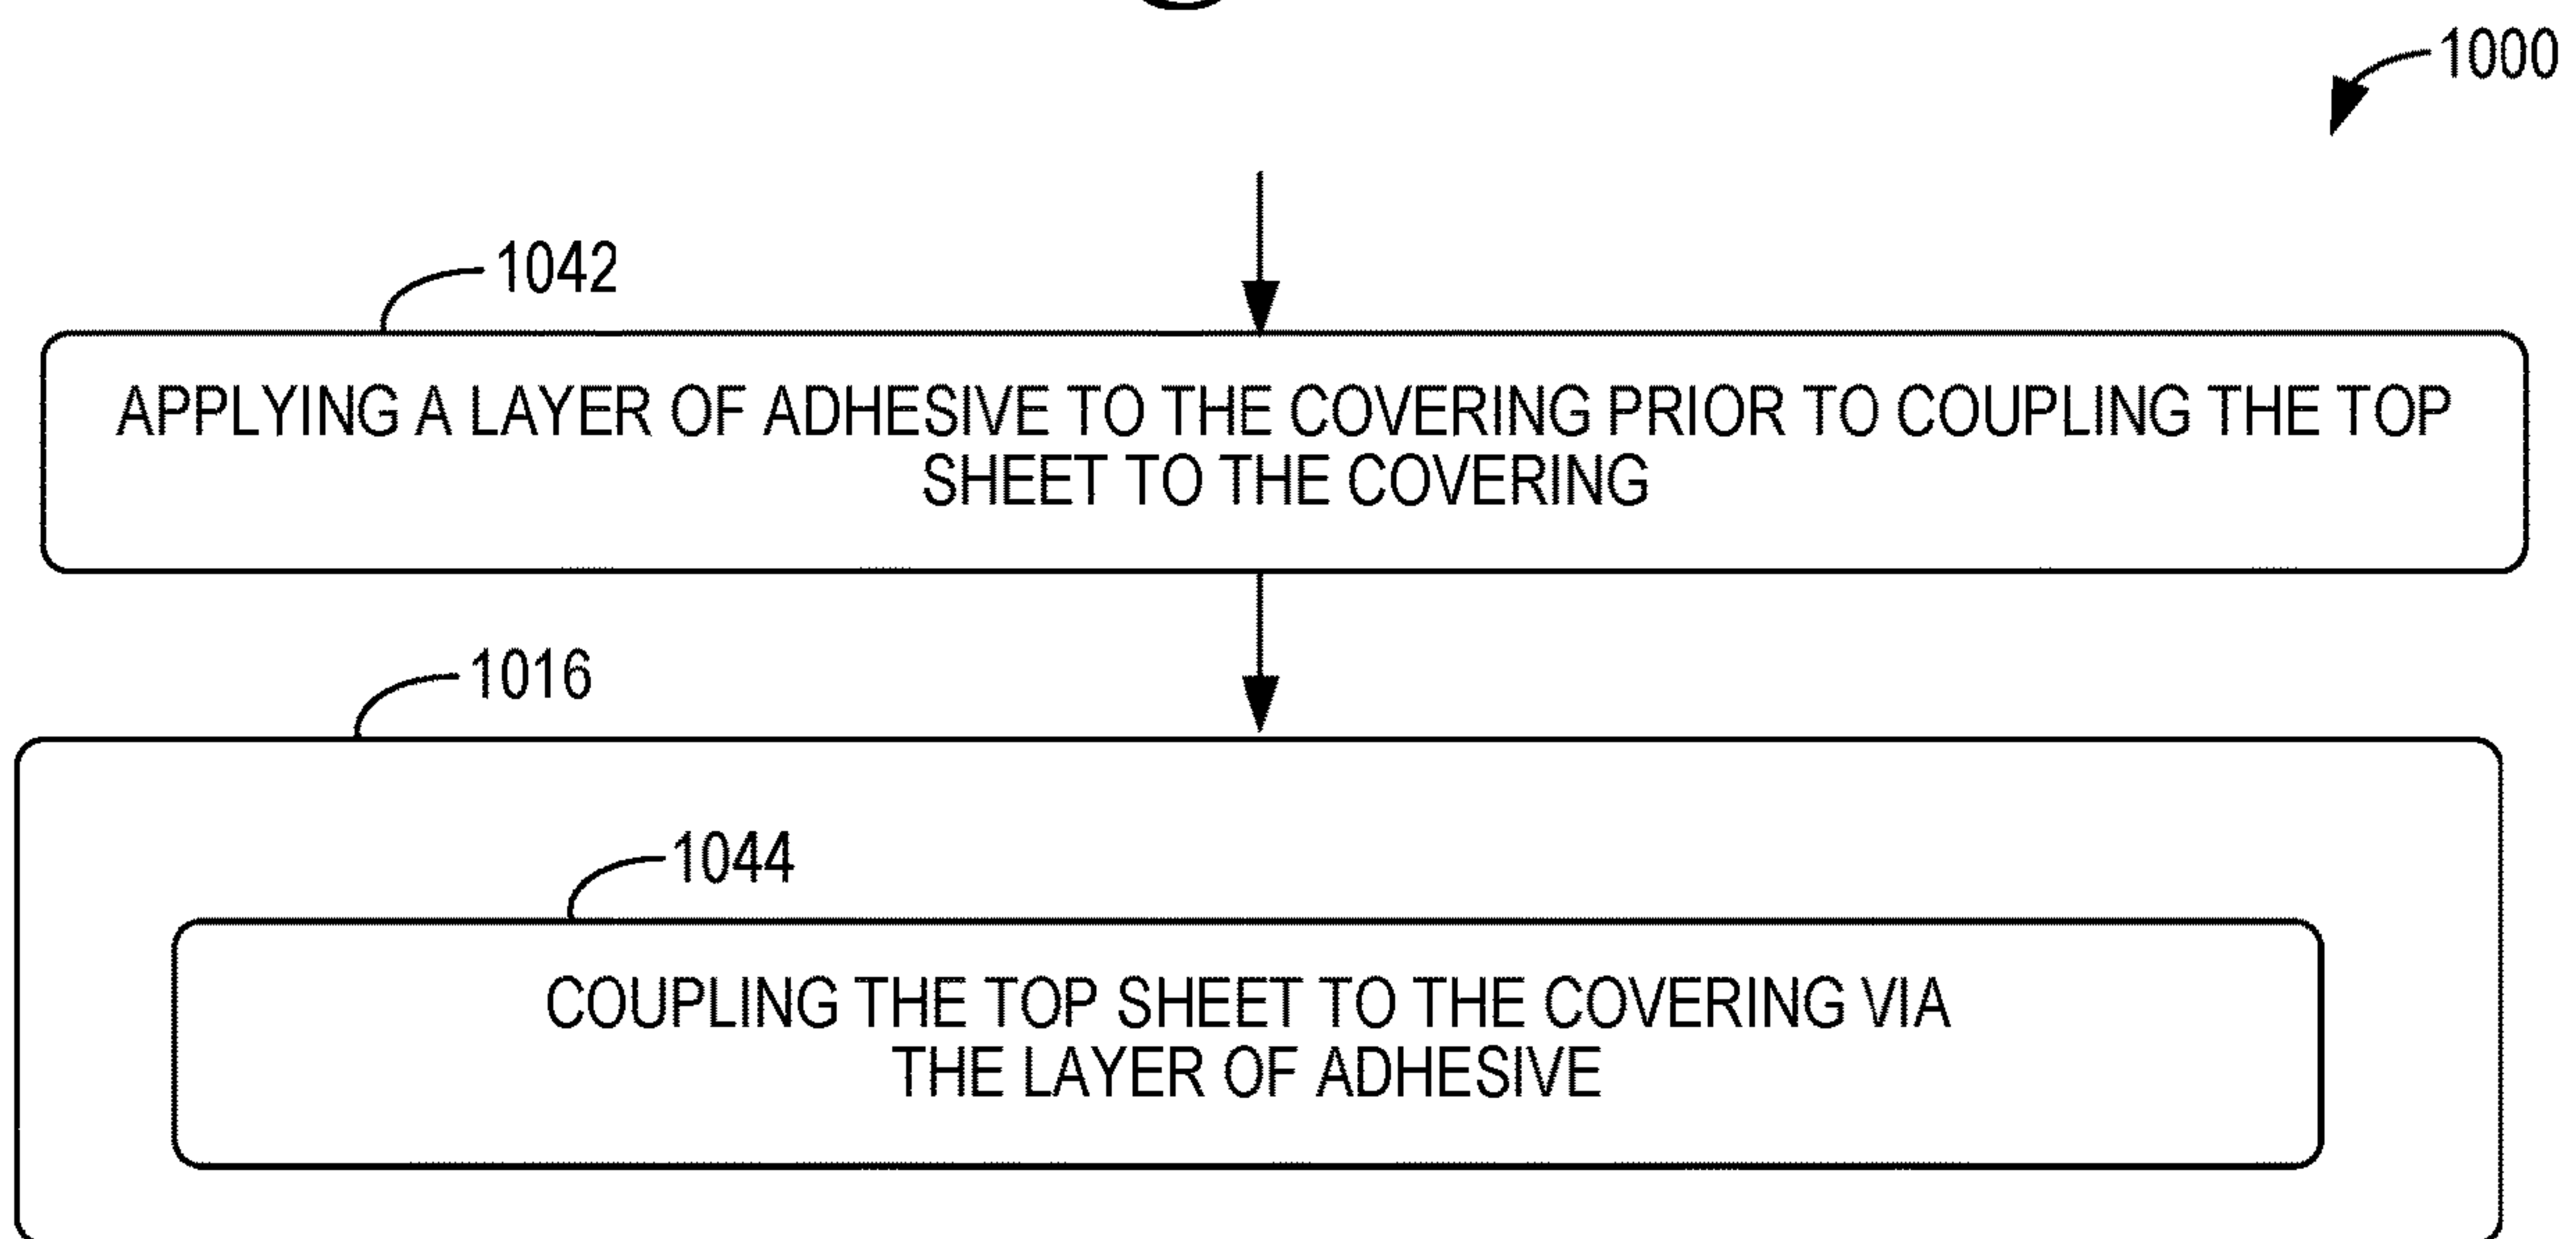 1000
1042
APPLYING A LAYER OF ADHESIVE TO THE COVERING PRIOR TO COUPLING THE TOP
SHEET TO THE COVERING
1016
1044
COUPLING THE TOP SHEET TO THE COVERING VIA
THE LAYER OF ADHESIVE